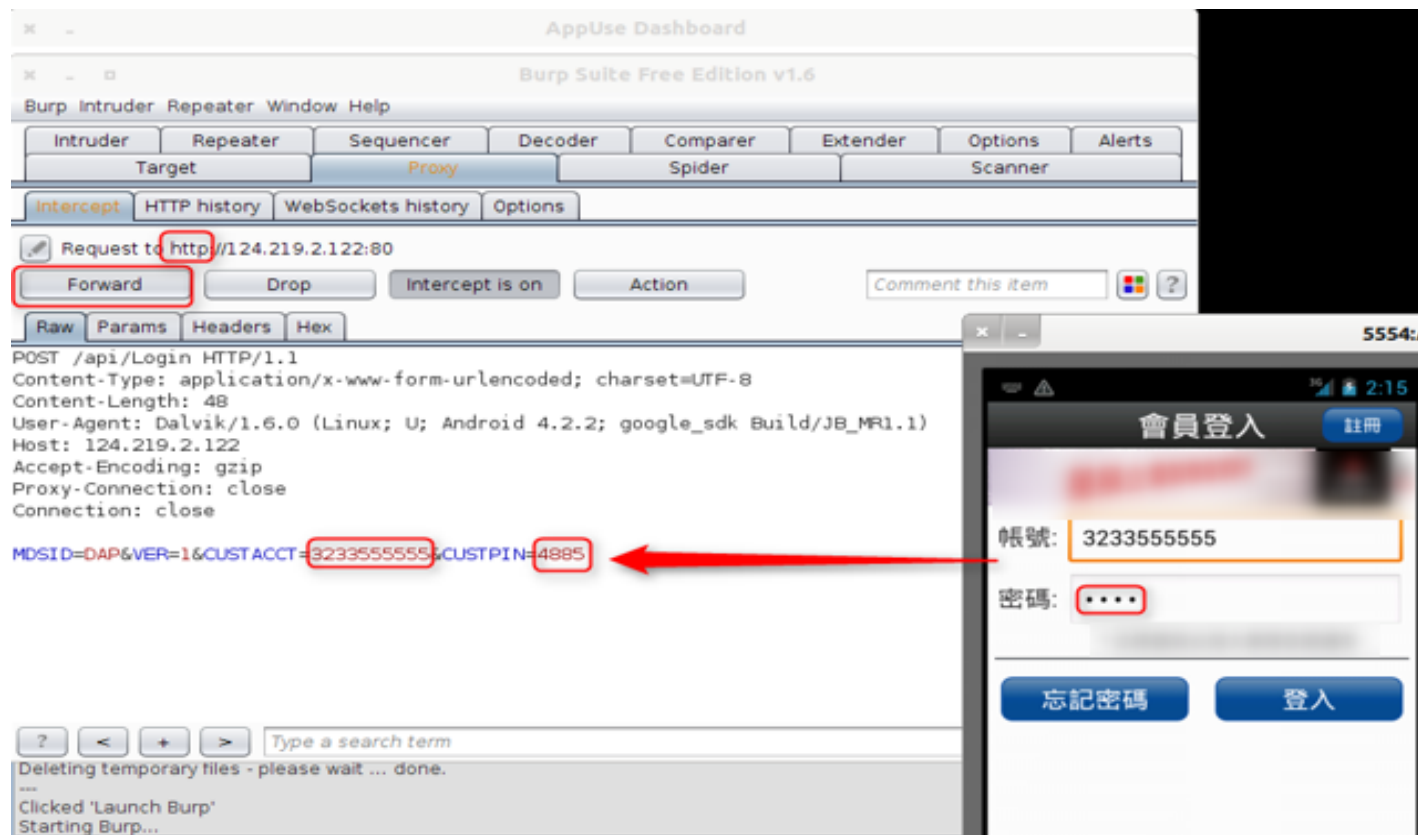 AppUse Dashboard
Burp Suite Free Edition v1.6
Burp Intruder Repeater Window Help
Intruder Repeater Sequencer Decoder Comparer Extender Options Alerts
Target Proxy Spider Scanner
Intercept HTTP history WebSockets history Options
Request to http://124.219.2.122:80
Forward Drop Intercept is on Action Comment this item ?
Raw Params Headers Hex
POST /api/Login HTTP/1.1
Content-Type: application/x-www-form-urlencoded; charset=UTF-8
Content-Length: 48
User-Agent: Dalvik/1.6.0 (Linux; U; Android 4.2.2; google_sdk Build/JB_MR1.1)
Host: 124.219.2.122
Accept-Encoding: gzip
Proxy-Connection: close
Connection: close
MDSID=DAP&VER=1&CUSTACCT=3233555555&CUSTPIN=4885
? < + > Type a search term
Deleting temporary files - please wait ... done.
---
Clicked 'Launch Burp'
Starting Burp...
5554:
3G 2:15
會員登入 註冊
帳號: 3233555555
密碼: ••••
忘記密碼 登入